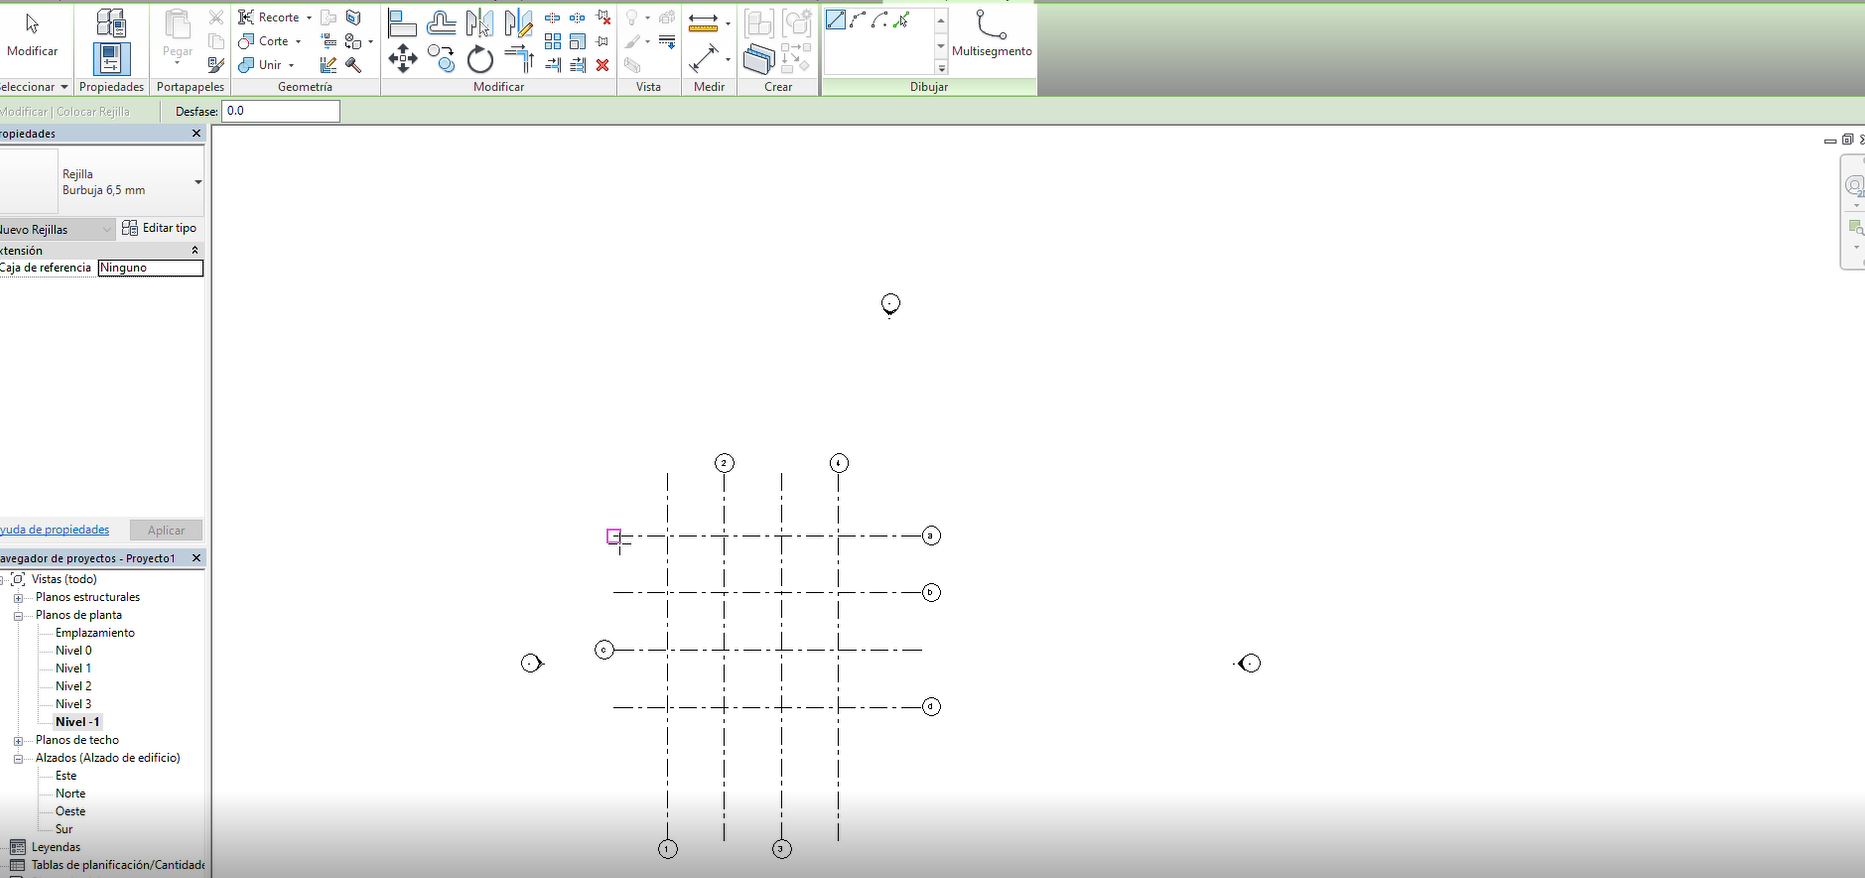 Modificar
Pegar
Recorte
Corte
Unir
Multisegmento
eleccionar
Propiedades
Portapapeles
Geometría
Modificar
Vista
Medir
Crear
Dibujar
Modificar | Colocar Rejilla
Desfase: 0.0
ropiedades
Rejilla
Burbuja 6,5 mm
Nuevo Rejillas
Editar tipo
xtensión
Caja de referencia
Ninguno
2
4
a
b
c
d
1
3
yuda de propiedades
Aplicar
avegador de proyectos - Proyecto1
Vistas (todo)
Planos estructurales
Planos de planta
Emplazamiento
Nivel 0
Nivel 1
Nivel 2
Nivel 3
Nivel -1
Planos de techo
Alzados (Alzado de edificio)
Este
Norte
Oeste
Sur
Leyendas
Tablas de planificación/Cantidade